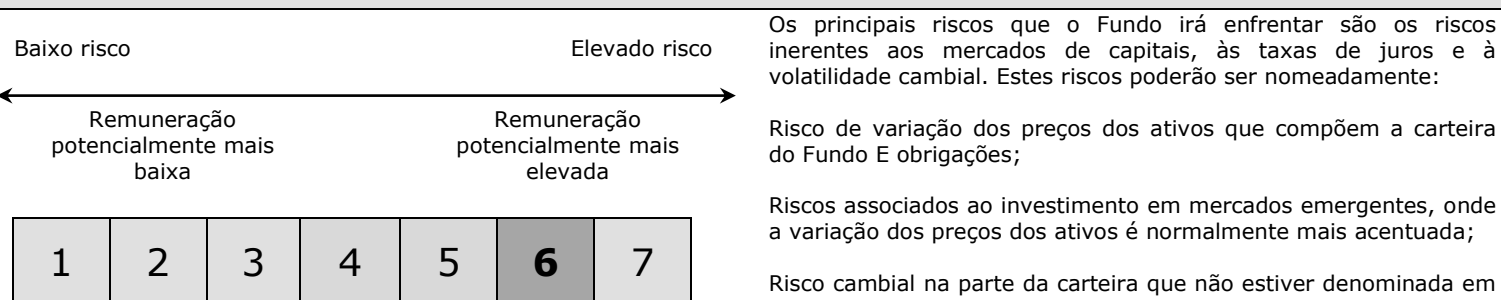 Baixo risco
Elevado risco
Remuneração
potencialmente mais
baixa
Remuneração
potencialmente mais
elevada
1 2 3 4 5 6 7
Os principais riscos que o Fundo irá enfrentar são os riscos
inerentes aos mercados de capitais, às taxas de juros e à
volatilidade cambial. Estes riscos poderão ser nomeadamente:
Risco de variação dos preços dos ativos que compõem a carteira
do Fundo E obrigações;
Riscos associados ao investimento em mercados emergentes, onde
a variação dos preços dos ativos é normalmente mais acentuada;
Risco cambial na parte da carteira que não estiver denominada em